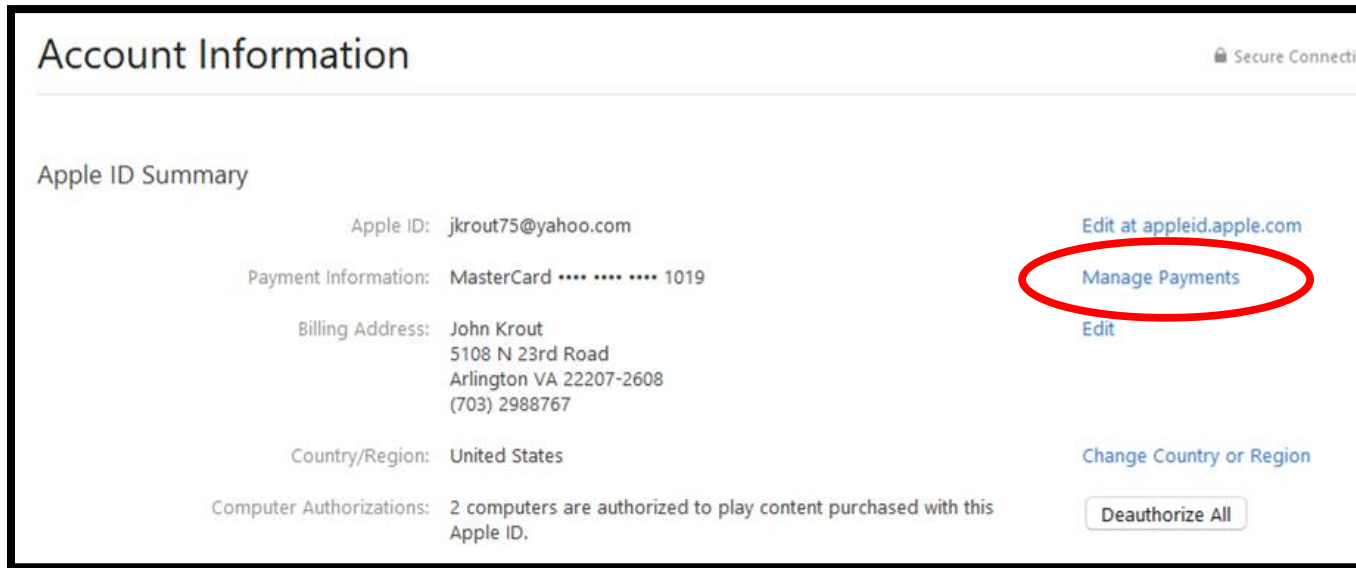 Account Information
Secure Connecti
Apple ID Summary
Apple ID: jkrout75@yahoo.com Edit at appleid.apple.com
Payment Information: MasterCard •••• •••• •••• 1019 Manage Payments
Billing Address: John Krout Edit
5108 N 23rd Road
Arlington VA 22207-2608
(703) 2988767
Country/Region: United States Change Country or Region
Computer Authorizations: 2 computers are authorized to play content purchased with this Deauthorize All
Apple ID.